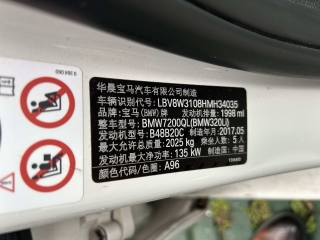 华晨宝马汽车有限公司制造
车辆识别代号:LBV8W3108HMH34035
品牌:宝马(BMW)牌 发动机排量:1998 ml
整车型号:BMW7200QL(BMW320Li)
发动机型号:B48B20C 制造年月:2017.05
最大允许总质量:2025 kg 乘坐人数:5 人
发动机最大净功率:135 kW 制造国:中国
颜色代码/色条:A96